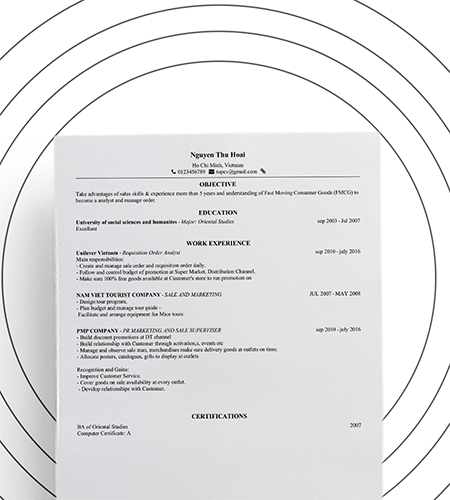 Nguyen Thu Hoai
Ho Chi Minh, Vietnam
0123456789 topcv@gmail.com
OBJECTIVE
Take advantages of sales skills & experience more than 5 years and understanding of Fast Moving Consumer Goods (FMCG) to
become a analyst and manage order.
EDUCATION
University of social sciences and humanites - Major: Oriental Studies sep 2003 - Jul 2007
Excellent
WORK EXPERIENCE
Unilever Vietnam - Requisition Order Analyst sep 2010 - july 2016
Main responsibilities:
- Create and manage sale order and requisition order daily.
- Follow and control budget of promotion at Super Market, Distribution Channel.
- Make sure 100% free goods available at Customer's store to run promotion on
NAM VIET TOURIST COMPANY - SALE AND MARKETING JUL 2007 - MAY 2008
- Design tour program,
- Plan budget and manage tour guide -
Facilitate and arrange equipment for Mice tours
PMP COMPANY - PR MARKETING AND SALE SUPERVISER sep 2010 - july 2016
- Build discount promotions at DT channel
- Build relationship with Customer through activation,s, events etc
- Manage and observe sale man, merchandises make sure delivery goods at outlets on time.
- Allocate posters, catalogues, gifts to display at outlets
Recognition and Gains:
- Improve Customer Service.
- Cover goods on sale availability at every outlet.
- Develop relationships with Customer.
CERTIFICATIONS
BA of Oriental Studies 2007
Computer Certificate: A